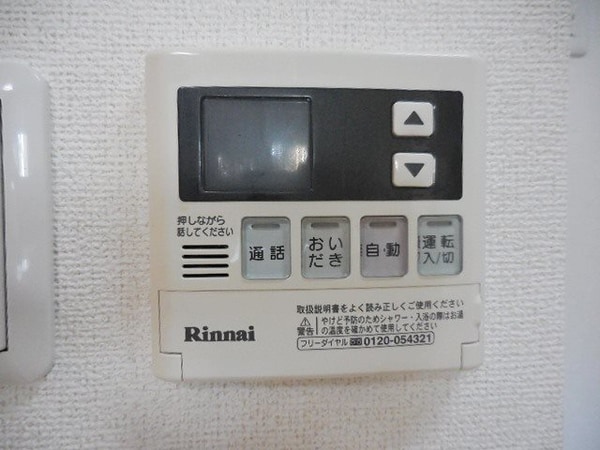 押しながら
話してください
通話
おい
だき
自動
運転
入/切
取扱説明書をよく読み正しくご使用ください
警告
やけど予防のためシャワー・入浴の際はお湯
の温度を確かめて使用してください
Rinnai
フリーダイヤル 0120-054321